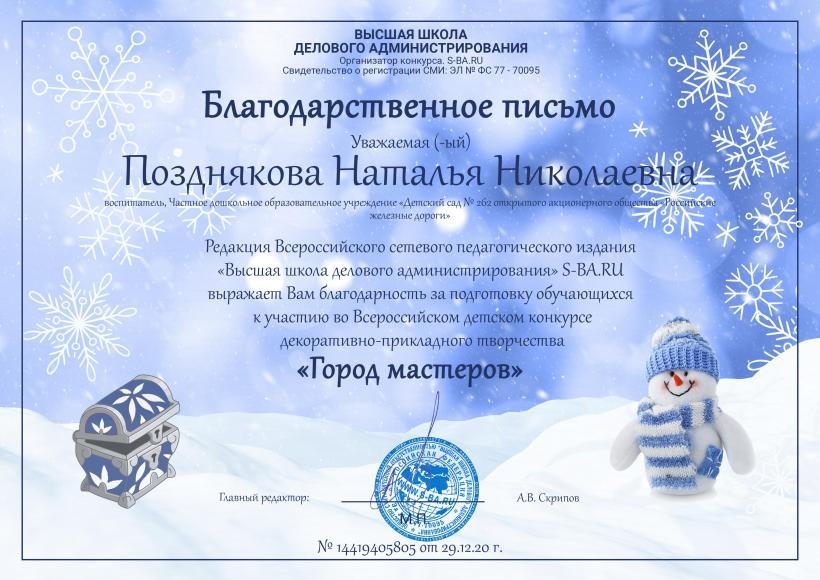 ВЫСШАЯ ШКОЛА
ДЕЛОВОГО АДМИНИСТРИРОВАНИЯ
Организатор конкурса. S-BA.RU
Свидетельство о регистрации СМИ: ЭЛ № ФС 77 - 70095
Благодарственное письмо
Уважаемая (-ый)
Позднякова Наталья Николаевна
воспитатель, Частное дошкольное образовательное учреждение «Детский сад № 262 открытого акционерного общества «Российские
железные дороги»
Редакция Всероссийского сетевого педагогического издания
«Высшая школа делового администрирования» S-BA.RU
выражает Вам благодарность за подготовку обучающихся
к участию во Всероссийском детском конкурсе
декоративно-прикладного творчества
«Город мастеров»
WWW.S-BA.RU
Главный редактор: А.В. Скрипов
М.П.
№ 14419405805 от 29.12.20 г.